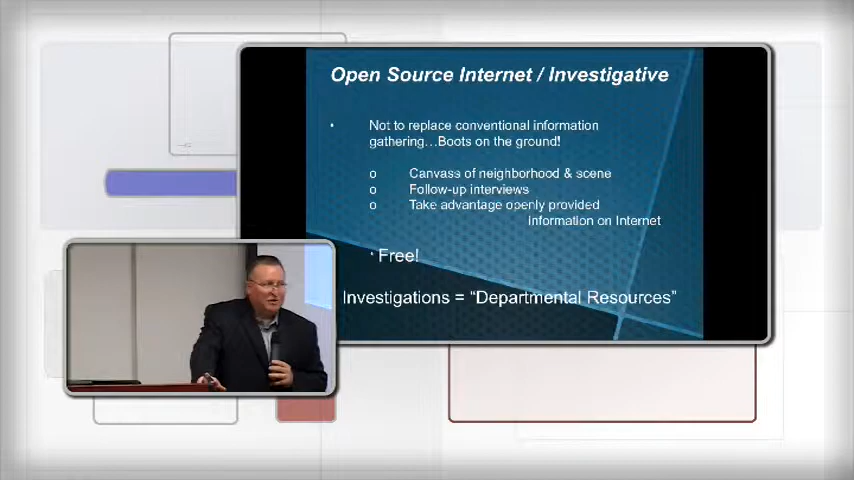 Open Source Internet / Investigative
• Not to replace conventional information
gathering…Boots on the ground!
o Canvass of neighborhood & scene
o Follow-up interviews
o Take advantage openly provided
Information on Internet
• Free!
Investigations = “Departmental Resources”